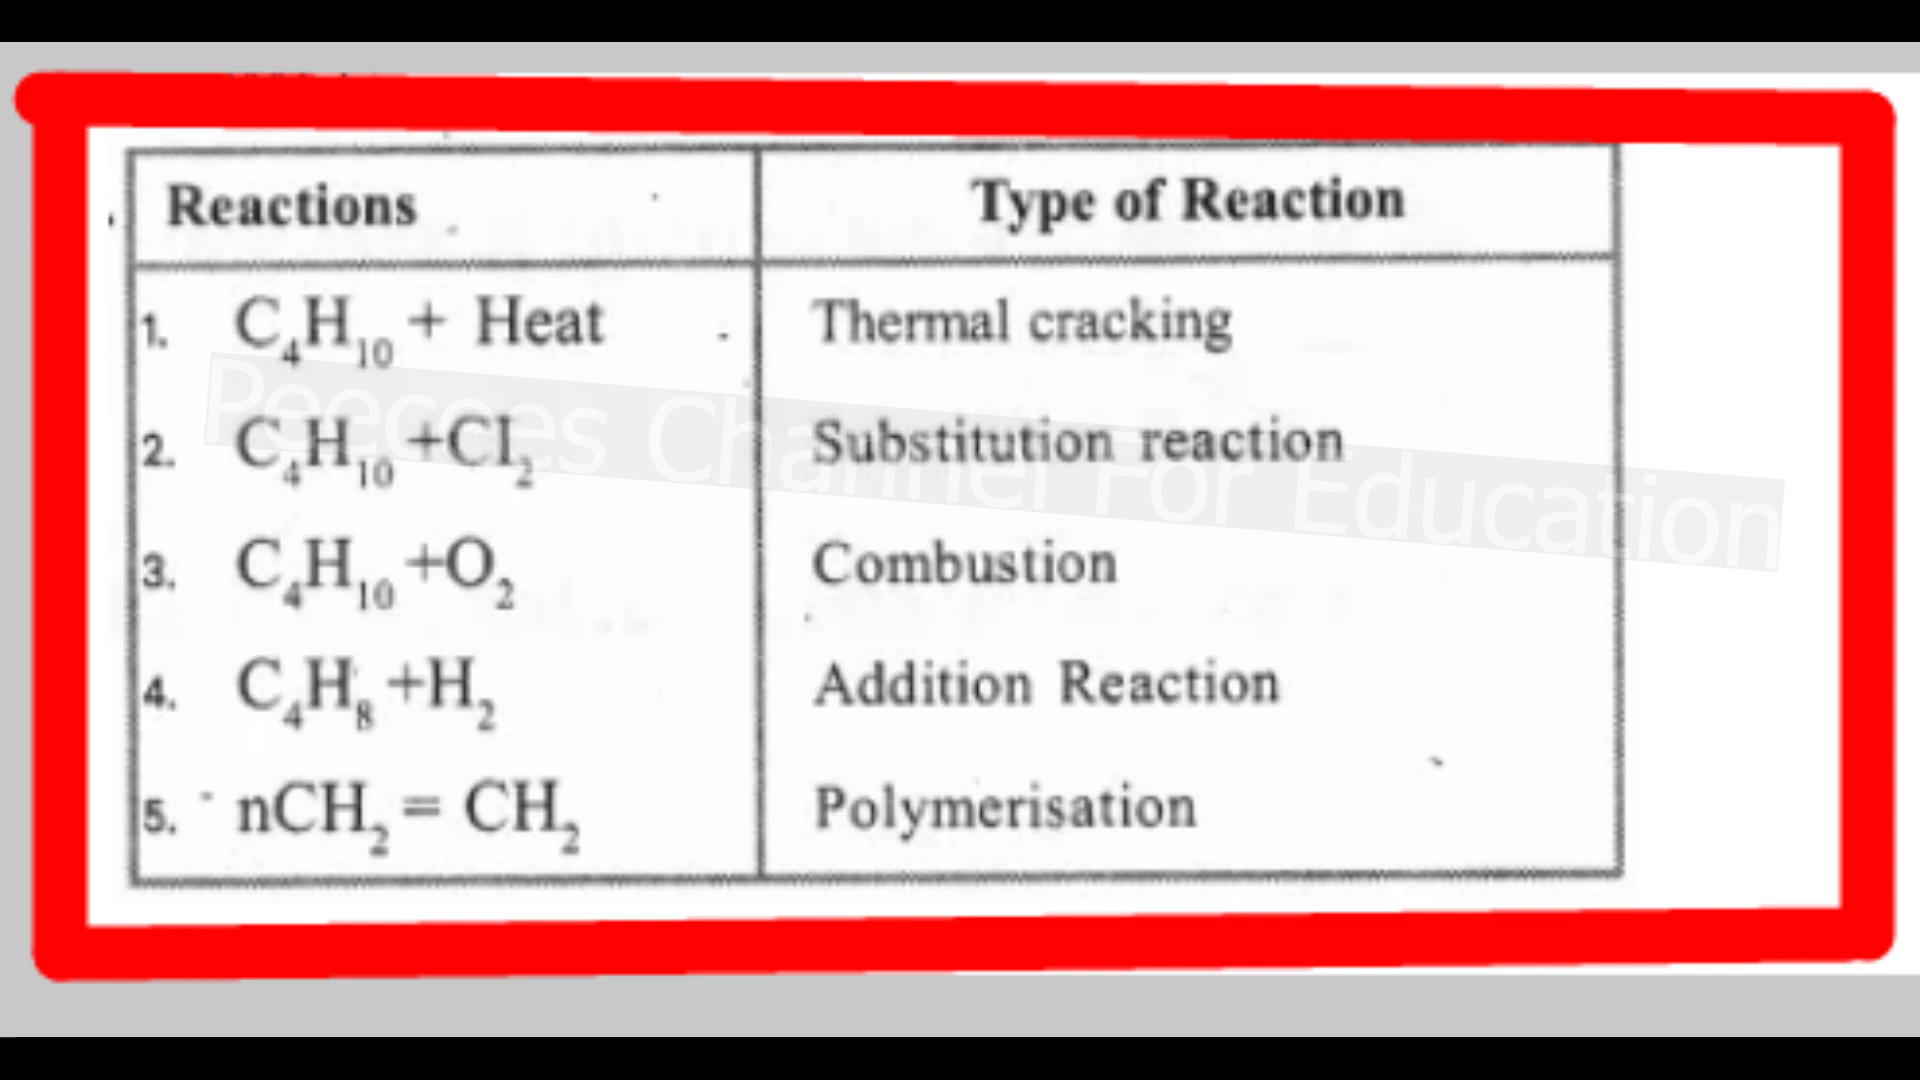 Reactions Type of Reaction
1. C₄H₁₀ + Heat Thermal cracking
2. C₄H₁₀ +Cl₂ Substitution reaction
3. C₄H₁₀ +O₂ Combustion
4. C₄H₈ +H₂ Addition Reaction
5. nCH₂ = CH₂ Polymerisation
Peecees Channel For Education